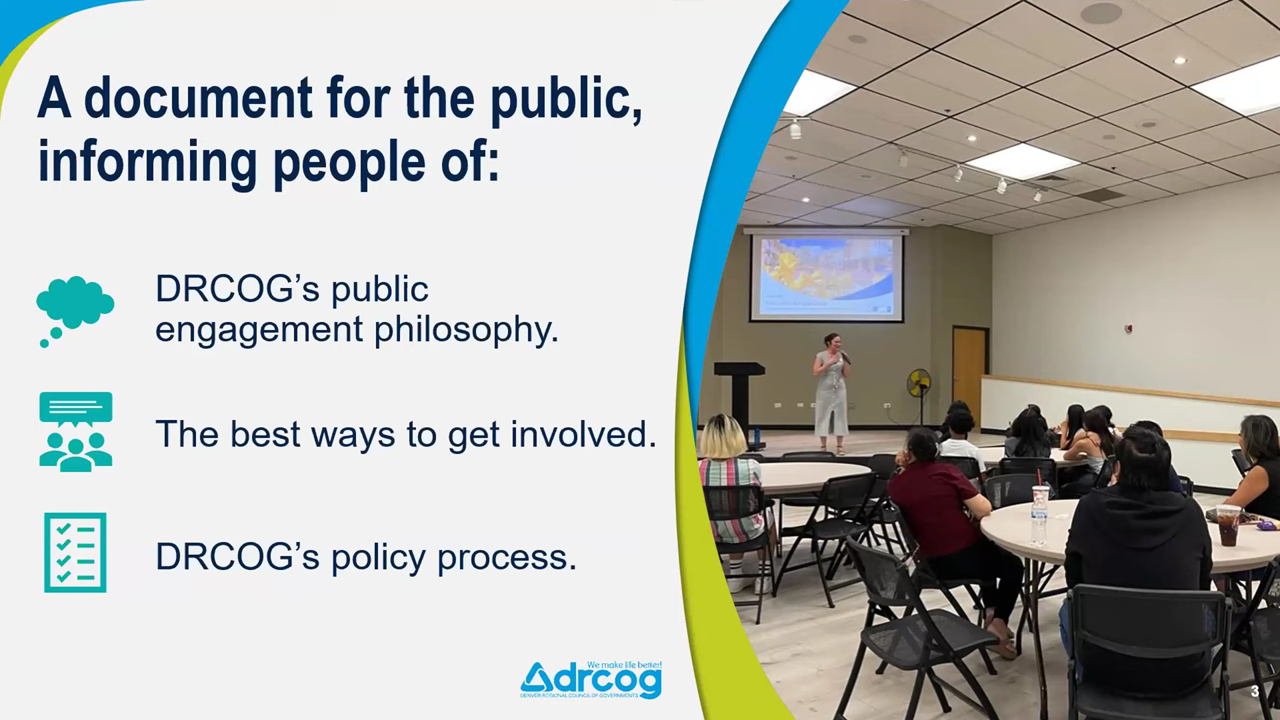 A document for the public,
informing people of:
DRCOG’s public
engagement philosophy.
The best ways to get involved.
DRCOG’s policy process.
We make life better!
drcog
DENVER REGIONAL COUNCIL OF GOVERNMENTS
3